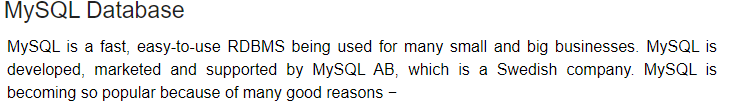 MySQL Database
MySQL is a fast, easy-to-use RDBMS being used for many small and big businesses. MySQL is
developed, marketed and supported by MySQL AB, which is a Swedish company. MySQL is
becoming so popular because of many good reasons −